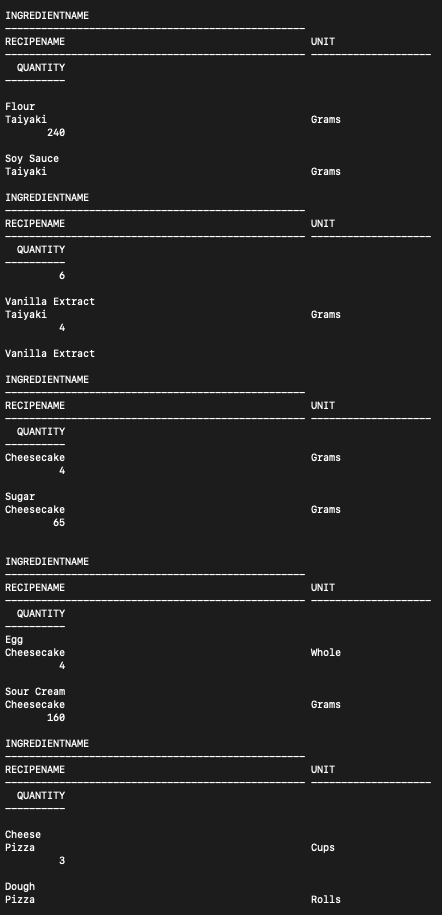 INGREDIENTNAME
RECIPENAME UNIT
QUANTITY
Flour
Taiyaki Grams
240
Soy Sauce
Taiyaki Grams
INGREDIENTNAME
RECIPENAME UNIT
QUANTITY
6
Vanilla Extract
Taiyaki Grams
4
Vanilla Extract
INGREDIENTNAME
RECIPENAME UNIT
QUANTITY
Cheesecake Grams
4
Sugar
Cheesecake Grams
65
INGREDIENTNAME
RECIPENAME UNIT
QUANTITY
Egg
Cheesecake Whole
4
Sour Cream
Cheesecake Grams
160
INGREDIENTNAME
RECIPENAME UNIT
QUANTITY
Cheese
Pizza Cups
3
Dough
Pizza Rolls